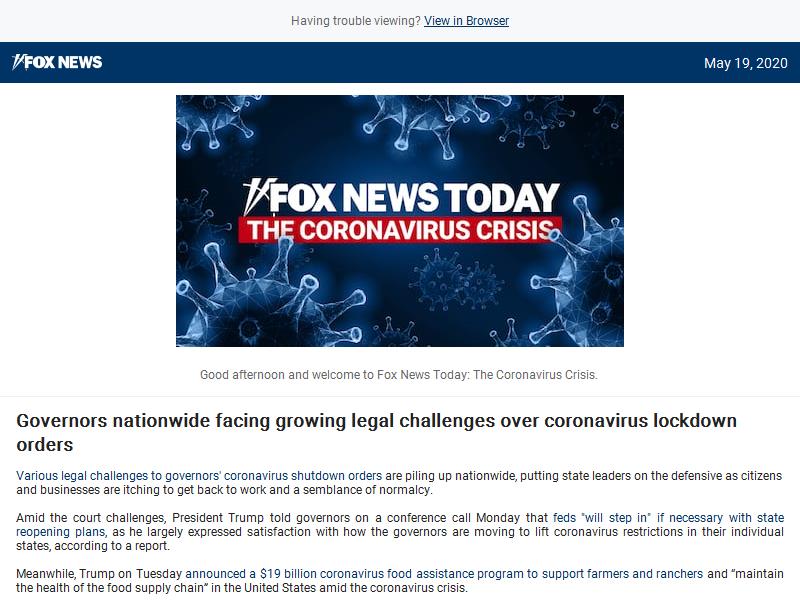 Having trouble viewing? View in Browser
FOX NEWS
May 19, 2020
FOX NEWS TODAY
THE CORONAVIRUS CRISIS
Good afternoon and welcome to Fox News Today: The Coronavirus Crisis.
Governors nationwide facing growing legal challenges over coronavirus lockdown
orders
Various legal challenges to governors' coronavirus shutdown orders are piling up nationwide, putting state leaders on the defensive as citizens
and businesses are itching to get back to work and a semblance of normalcy.
Amid the court challenges, President Trump told governors on a conference call Monday that feds "will step in" if necessary with state
reopening plans, as he largely expressed satisfaction with how the governors are moving to lift coronavirus restrictions in their individual
states, according to a report.
Meanwhile, Trump on Tuesday announced a $19 billion coronavirus food assistance program to support farmers and ranchers and “maintain
the health of the food supply chain” in the United States amid the coronavirus crisis.